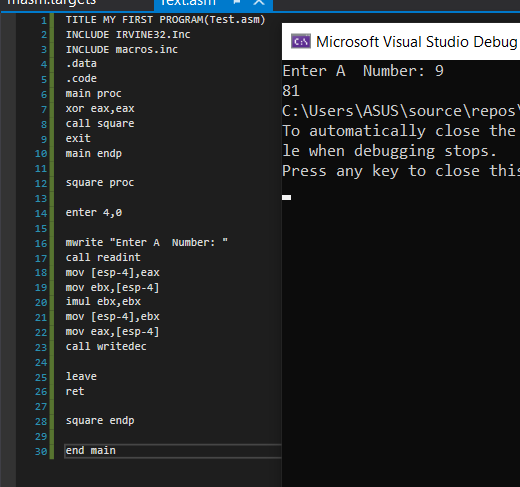 masm.targets
Text.asm
1 TITLE MY FIRST PROGRAM(Test.asm)
2 INCLUDE IRVINE32.Inc
3 INCLUDE macros.inc
4 .data
5 .code
6 main proc
7 xor eax,eax
8 call square
9 exit
10 main endp
11
12 square proc
13
14 enter 4,0
15
16 mwrite "Enter A  Number: "
17 call readint
18 mov [esp-4],eax
19 mov ebx,[esp-4]
20 imul ebx,ebx
21 mov [esp-4],ebx
22 mov eax,[esp-4]
23 call writedec
24
25 leave
26 ret
27
28 square endp
29
30 end main
C:\ Microsoft Visual Studio Debug
Enter A  Number: 9
81
C:\Users\ASUS\source\repos\
To automatically close the
le when debugging stops.
Press any key to close this